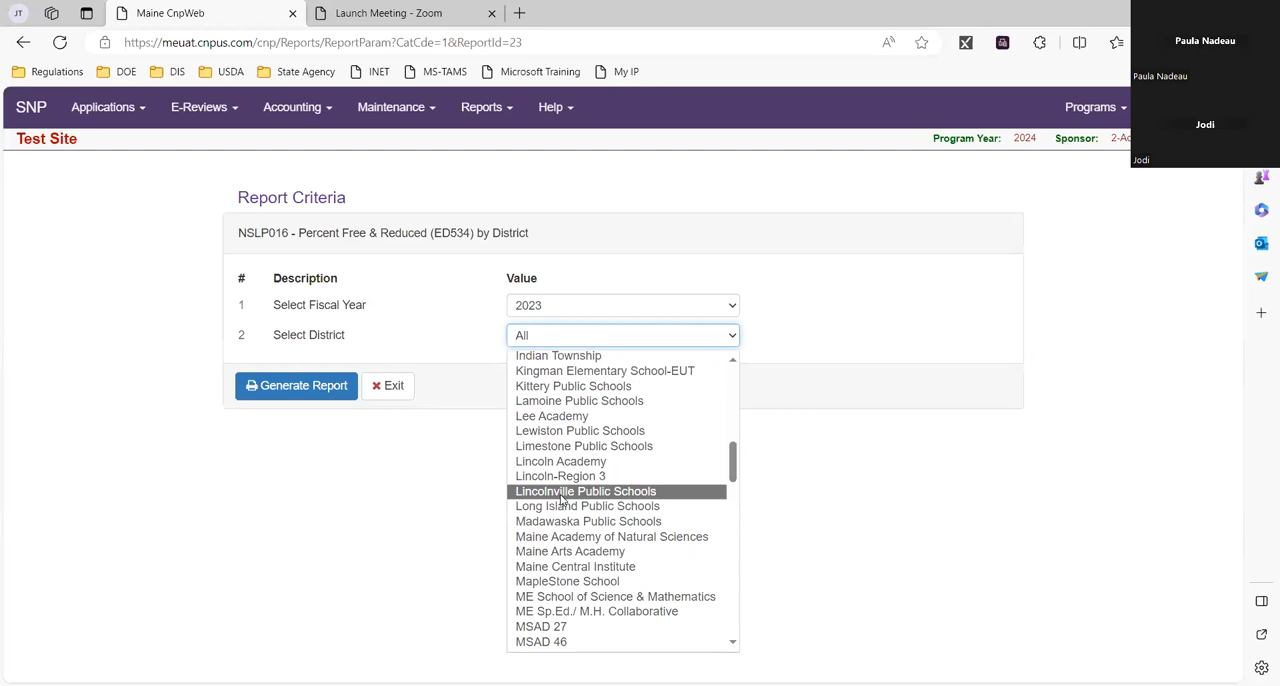 JT
Maine CnpWeb
Launch Meeting - Zoom
https://meuat.cnpus.com/cnp/Reports/ReportParam?CatCde=1&ReportId=23
Regulations DOE DIS USDA State Agency INET MS-TAMS Microsoft Training My IP
SNP Applications E-Reviews Accounting Maintenance Reports Help Programs
Test Site
Program Year: 2024 Sponsor: 2-Ac
Paula Nadeau
Paula Nadeau
Jodi
Jodi
Report Criteria
NSLP016 - Percent Free & Reduced (ED534) by District
# Description Value
1 Select Fiscal Year 2023
2 Select District All
Generate Report Exit
Indian Township
Kingman Elementary School-EUT
Kittery Public Schools
Lamoine Public Schools
Lee Academy
Lewiston Public Schools
Limestone Public Schools
Lincoln Academy
Lincoln-Region 3
Lincolnville Public Schools
Long Island Public Schools
Madawaska Public Schools
Maine Academy of Natural Sciences
Maine Arts Academy
Maine Central Institute
MapleStone School
ME School of Science & Mathematics
ME Sp.Ed./ M.H. Collaborative
MSAD 27
MSAD 46